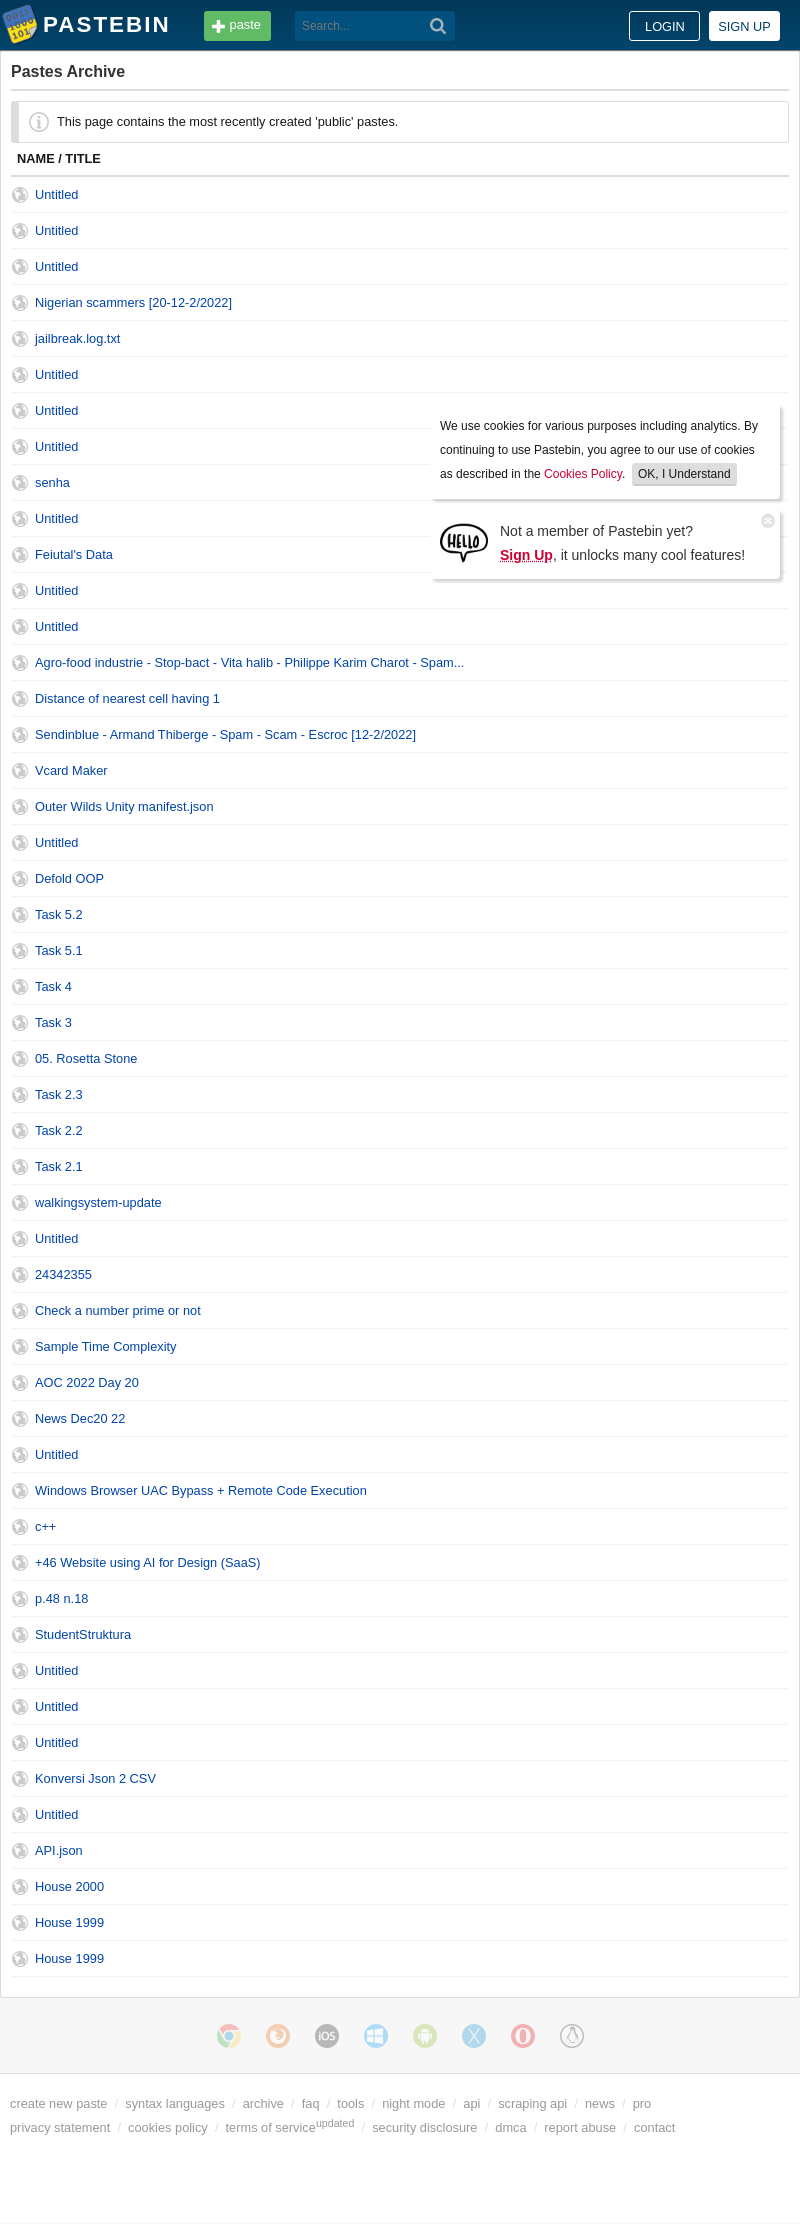 PASTEBIN paste Search... LOGIN SIGN UP
Pastes Archive
This page contains the most recently created 'public' pastes.
NAME / TITLE
Untitled
Untitled
Untitled
Nigerian scammers [20-12-2/2022]
jailbreak.log.txt
Untitled
Untitled
Untitled
senha
Untitled
Feiutal's Data
Untitled
Untitled
We use cookies for various purposes including analytics. By
continuing to use Pastebin, you agree to our use of cookies
as described in the Cookies Policy. OK, I Understand
HELLO
Not a member of Pastebin yet?
Sign Up, it unlocks many cool features!
Agro-food industrie - Stop-bact - Vita halib - Philippe Karim Charot - Spam...
Distance of nearest cell having 1
Sendinblue - Armand Thiberge - Spam - Scam - Escroc [12-2/2022]
Vcard Maker
Outer Wilds Unity manifest.json
Untitled
Defold OOP
Task 5.2
Task 5.1
Task 4
Task 3
05. Rosetta Stone
Task 2.3
Task 2.2
Task 2.1
walkingsystem-update
Untitled
24342355
Check a number prime or not
Sample Time Complexity
AOC 2022 Day 20
News Dec20 22
Untitled
Windows Browser UAC Bypass + Remote Code Execution
c++
+46 Website using AI for Design (SaaS)
p.48 n.18
StudentStruktura
Untitled
Untitled
Untitled
Konversi Json 2 CSV
Untitled
API.json
House 2000
House 1999
House 1999
iOS
create new paste / syntax languages / archive / faq / tools / night mode / api / scraping api / news / pro
privacy statement / cookies policy / terms of service updated / security disclosure / dmca / report abuse / contact